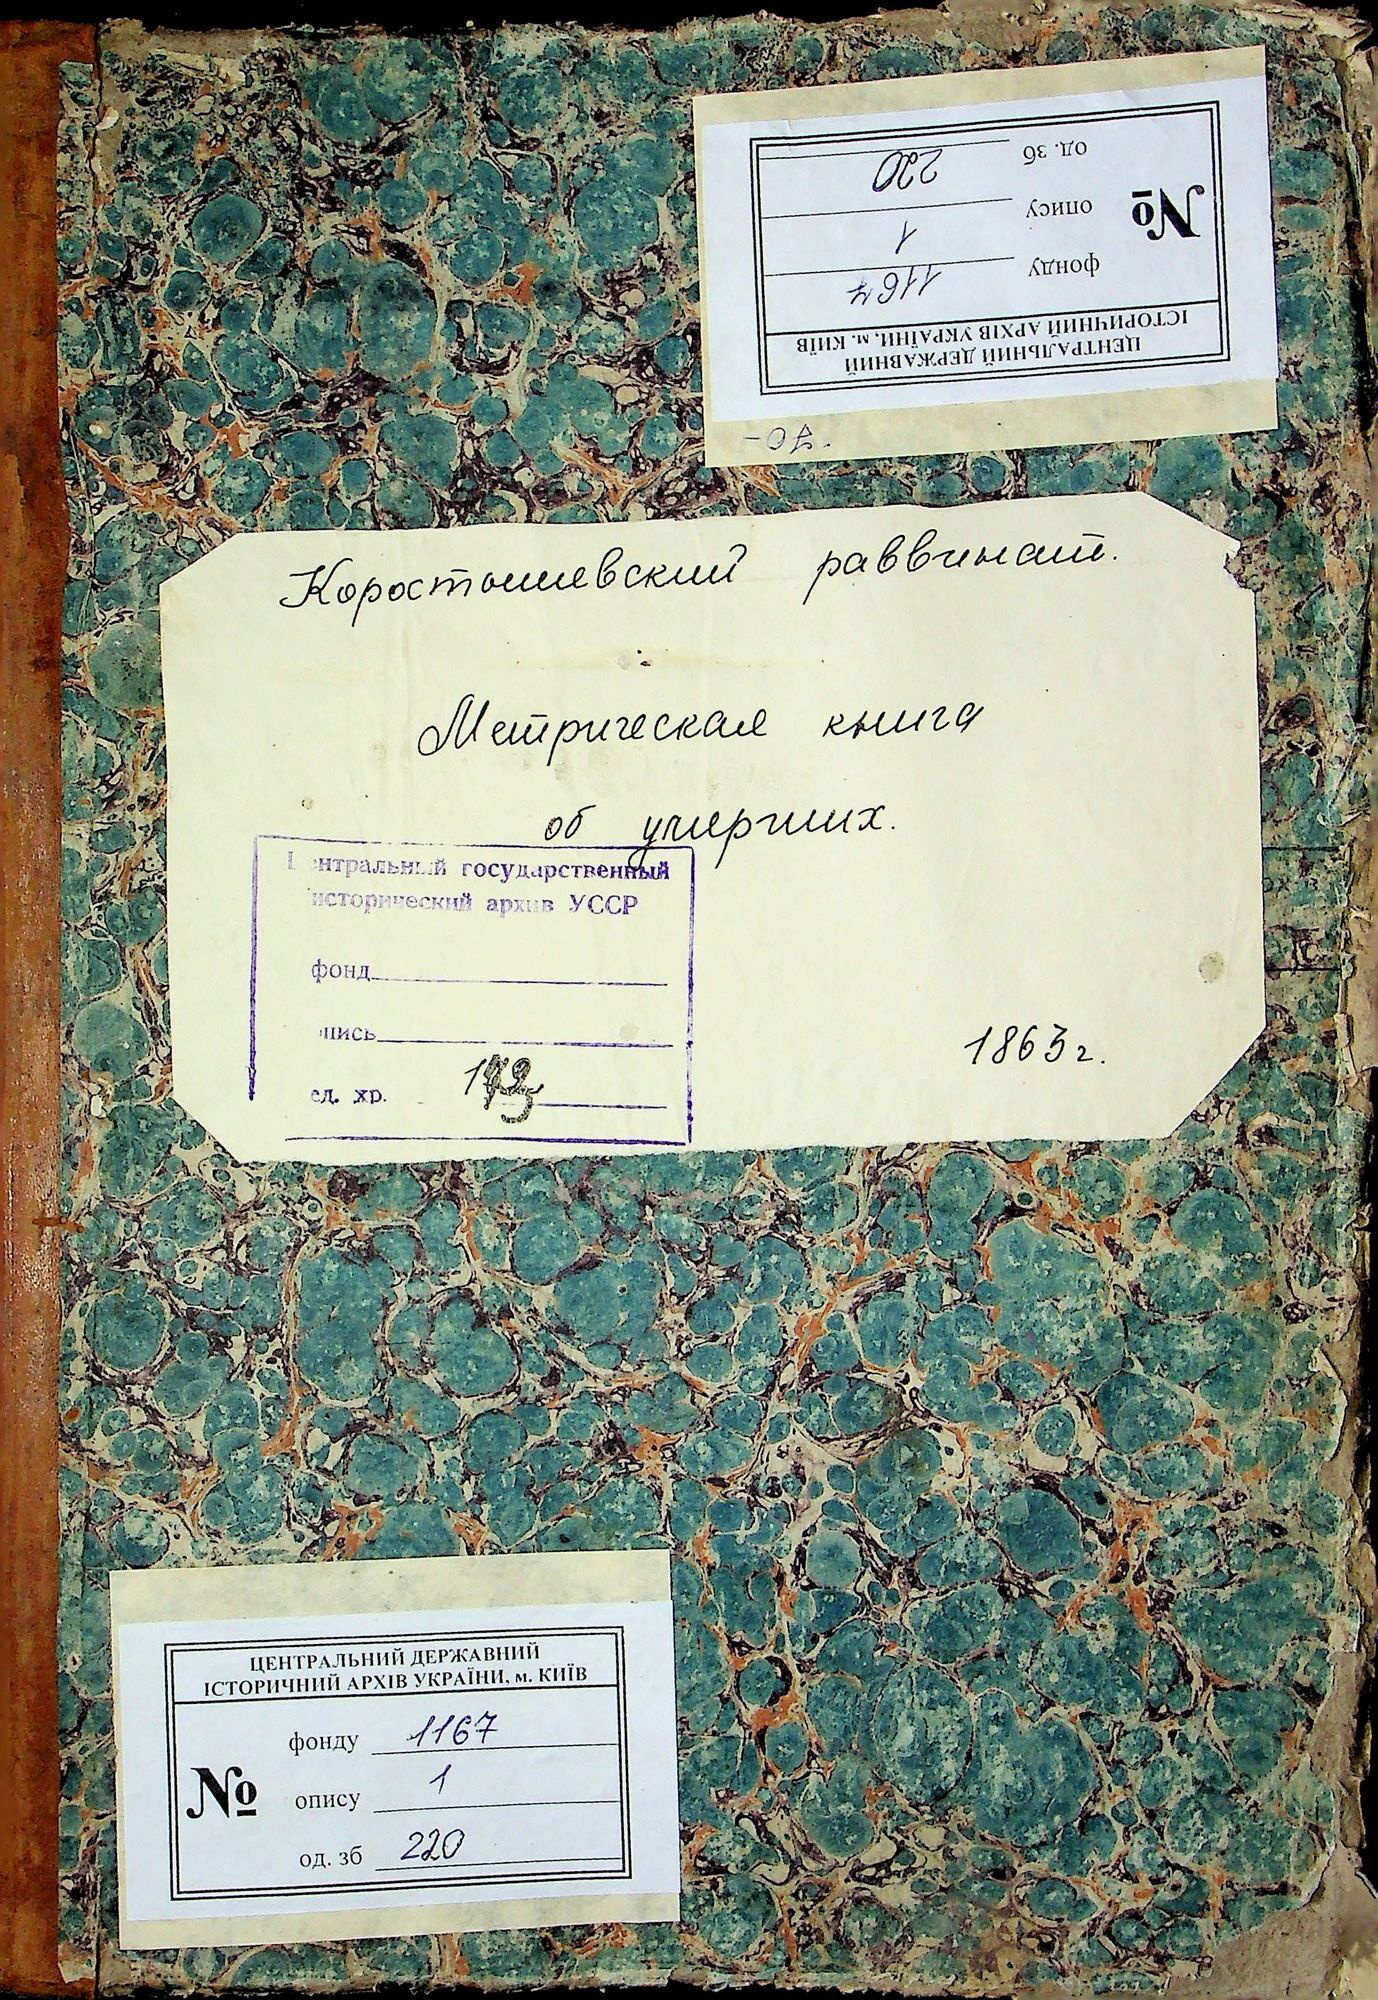 ЦЕНТРАЛЬНИЙ ДЕРЖАВНИЙ
ІСТОРИЧНИЙ АРХІВ УКРАЇНИ, м. КИЇВ
№
фонду 1167
опису 1
од. зб 220
-70-
Коростышевский раввинат.
Метрическая книга
об умерших.
Центральный государственный
исторический архив УССР
фонд
опись
ед. хр.
1863 г.
ЦЕНТРАЛЬНИЙ ДЕРЖАВНИЙ
ІСТОРИЧНИЙ АРХІВ УКРАЇНИ, м. КИЇВ
№
фонду 1167
опису 1
од. зб 220